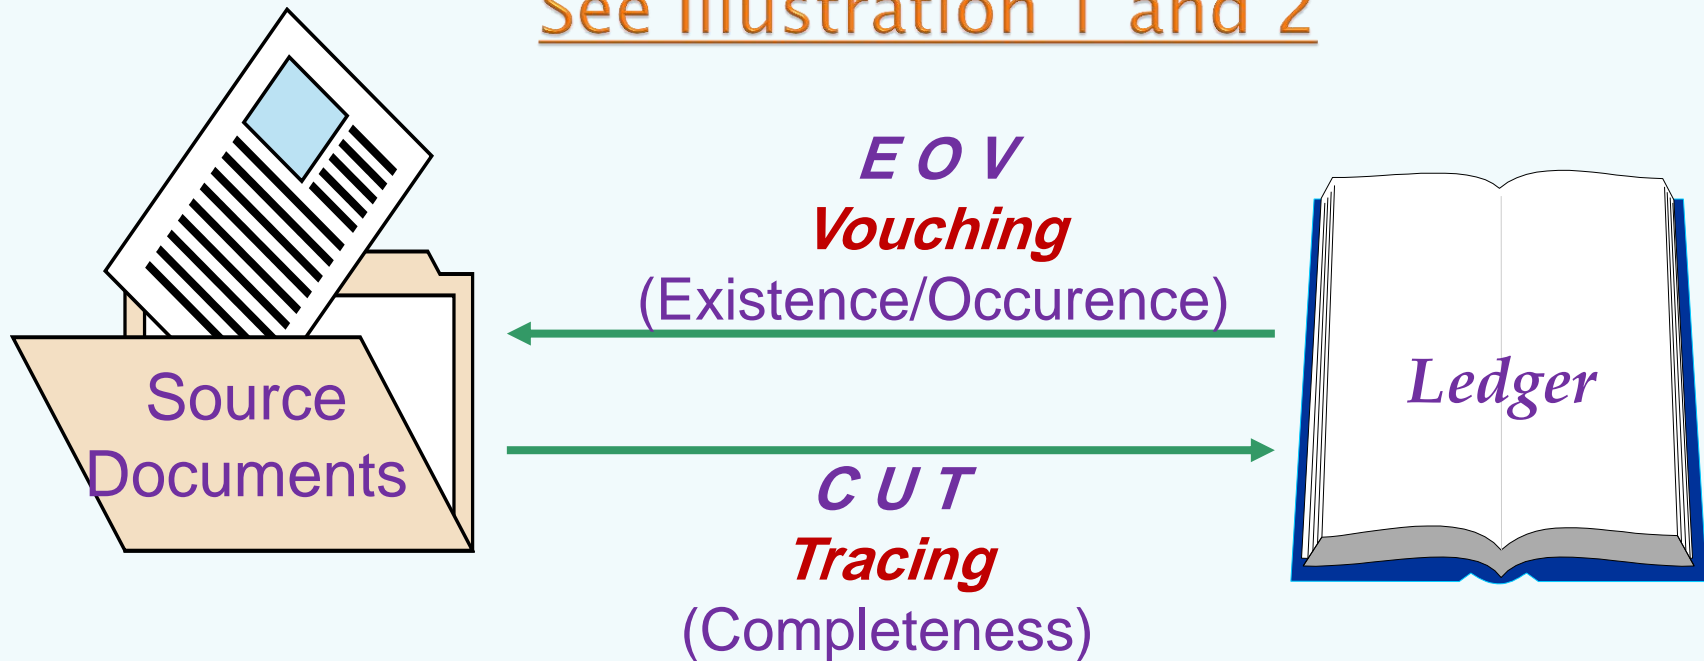 See Illustration 1 and 2
E O V
Vouching
(Existence/Occurence)
Source
Documents
Ledger
C U T
Tracing
(Completeness)